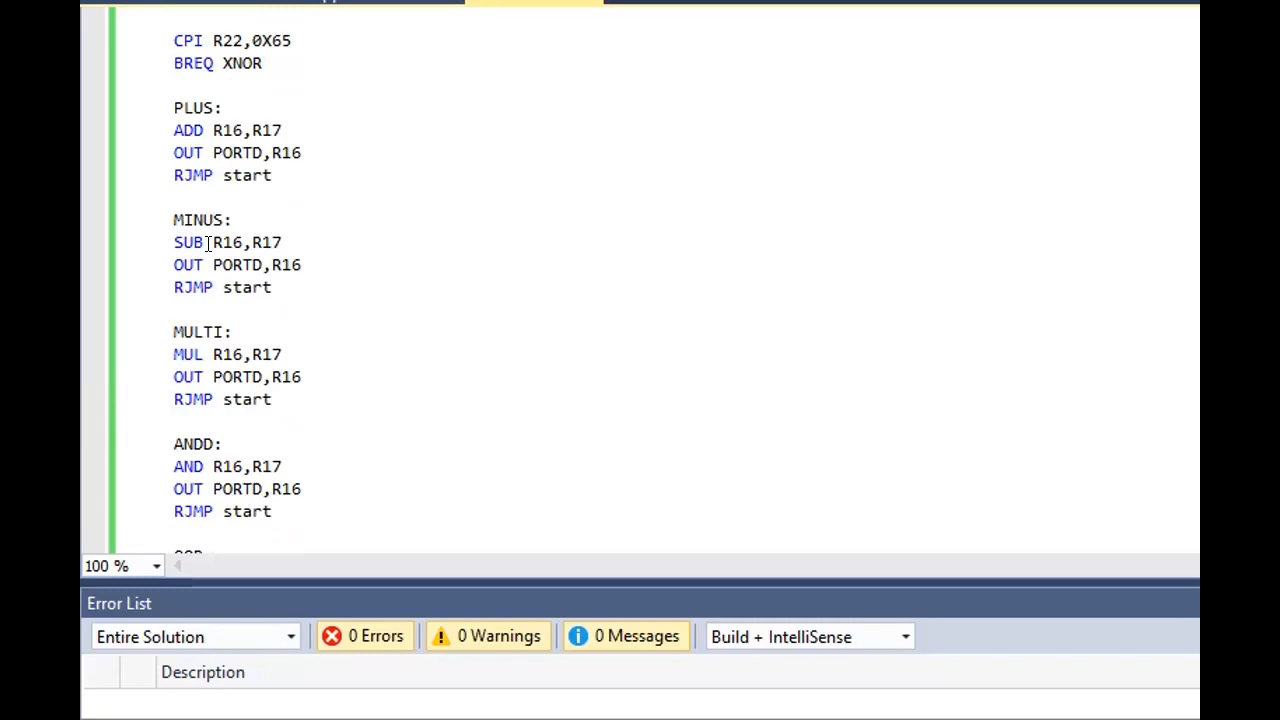 CPI R22,0X65
BREQ XNOR
PLUS:
ADD R16,R17
OUT PORTD,R16
RJMP start
MINUS:
SUB R16,R17
OUT PORTD,R16
RJMP start
MULTI:
MUL R16,R17
OUT PORTD,R16
RJMP start
ANDD:
AND R16,R17
OUT PORTD,R16
RJMP start
100 %
Error List
Entire Solution
0 Errors
0 Warnings
0 Messages
Build + IntelliSense
Description